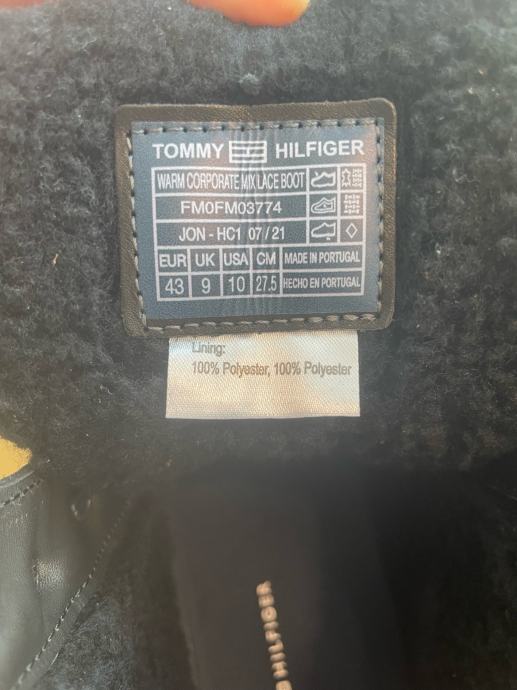 TOMMY HILFIGER
WARM CORPORATE MIX LACE BOOT
FM0FM03774
JON - HC1 07 / 21
EUR UK USA CM MADE IN PORTUGAL
43 9 10 27.5 HECHO EN PORTUGAL
Lining:
100% Polyester, 100% Polyester
HILFIGER